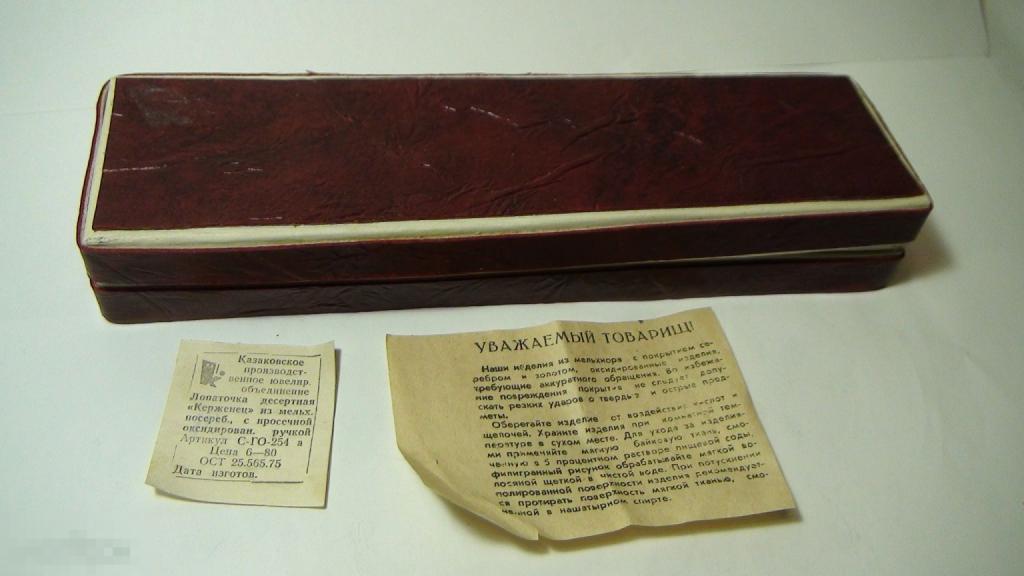 Казаковское
производст-
венное ювелир.
объединение
Лопаточка десертная
«Керженец» из мельх.
посереб., с просечной
оксидирован. ручкой
Артикул С-ГО-254 а
Цена 6—80
ОСТ 25.565.75
Дата изготов.
УВАЖАЕМЫЙ ТОВАРИЩ!
Наши изделия из мельхиора с покрытием се-
ребром и золотом, оксидированные изделия,
требующие аккуратного обращения. Во избежа-
ние повреждения покрытия не следует допу-
скать резких ударов о твердые и острые пред-
меты.
Оберегайте изделие от воздействия кислот и
щелочей. Храните изделия при комнатной тем-
пературе в сухом месте. Для ухода за изделия-
ми применяйте мягкую байковую ткань, смо-
ченную в 5 процентном растворе пищевой соды,
филигранный рисунок обрабатывайте мягкой во-
лосяной щеткой в чистой воде. При потускнении
полированной поверхности изделия рекомендует-
ся протирать поверхность мягкой тканью, смо-
ченной в нашатырном спирте.